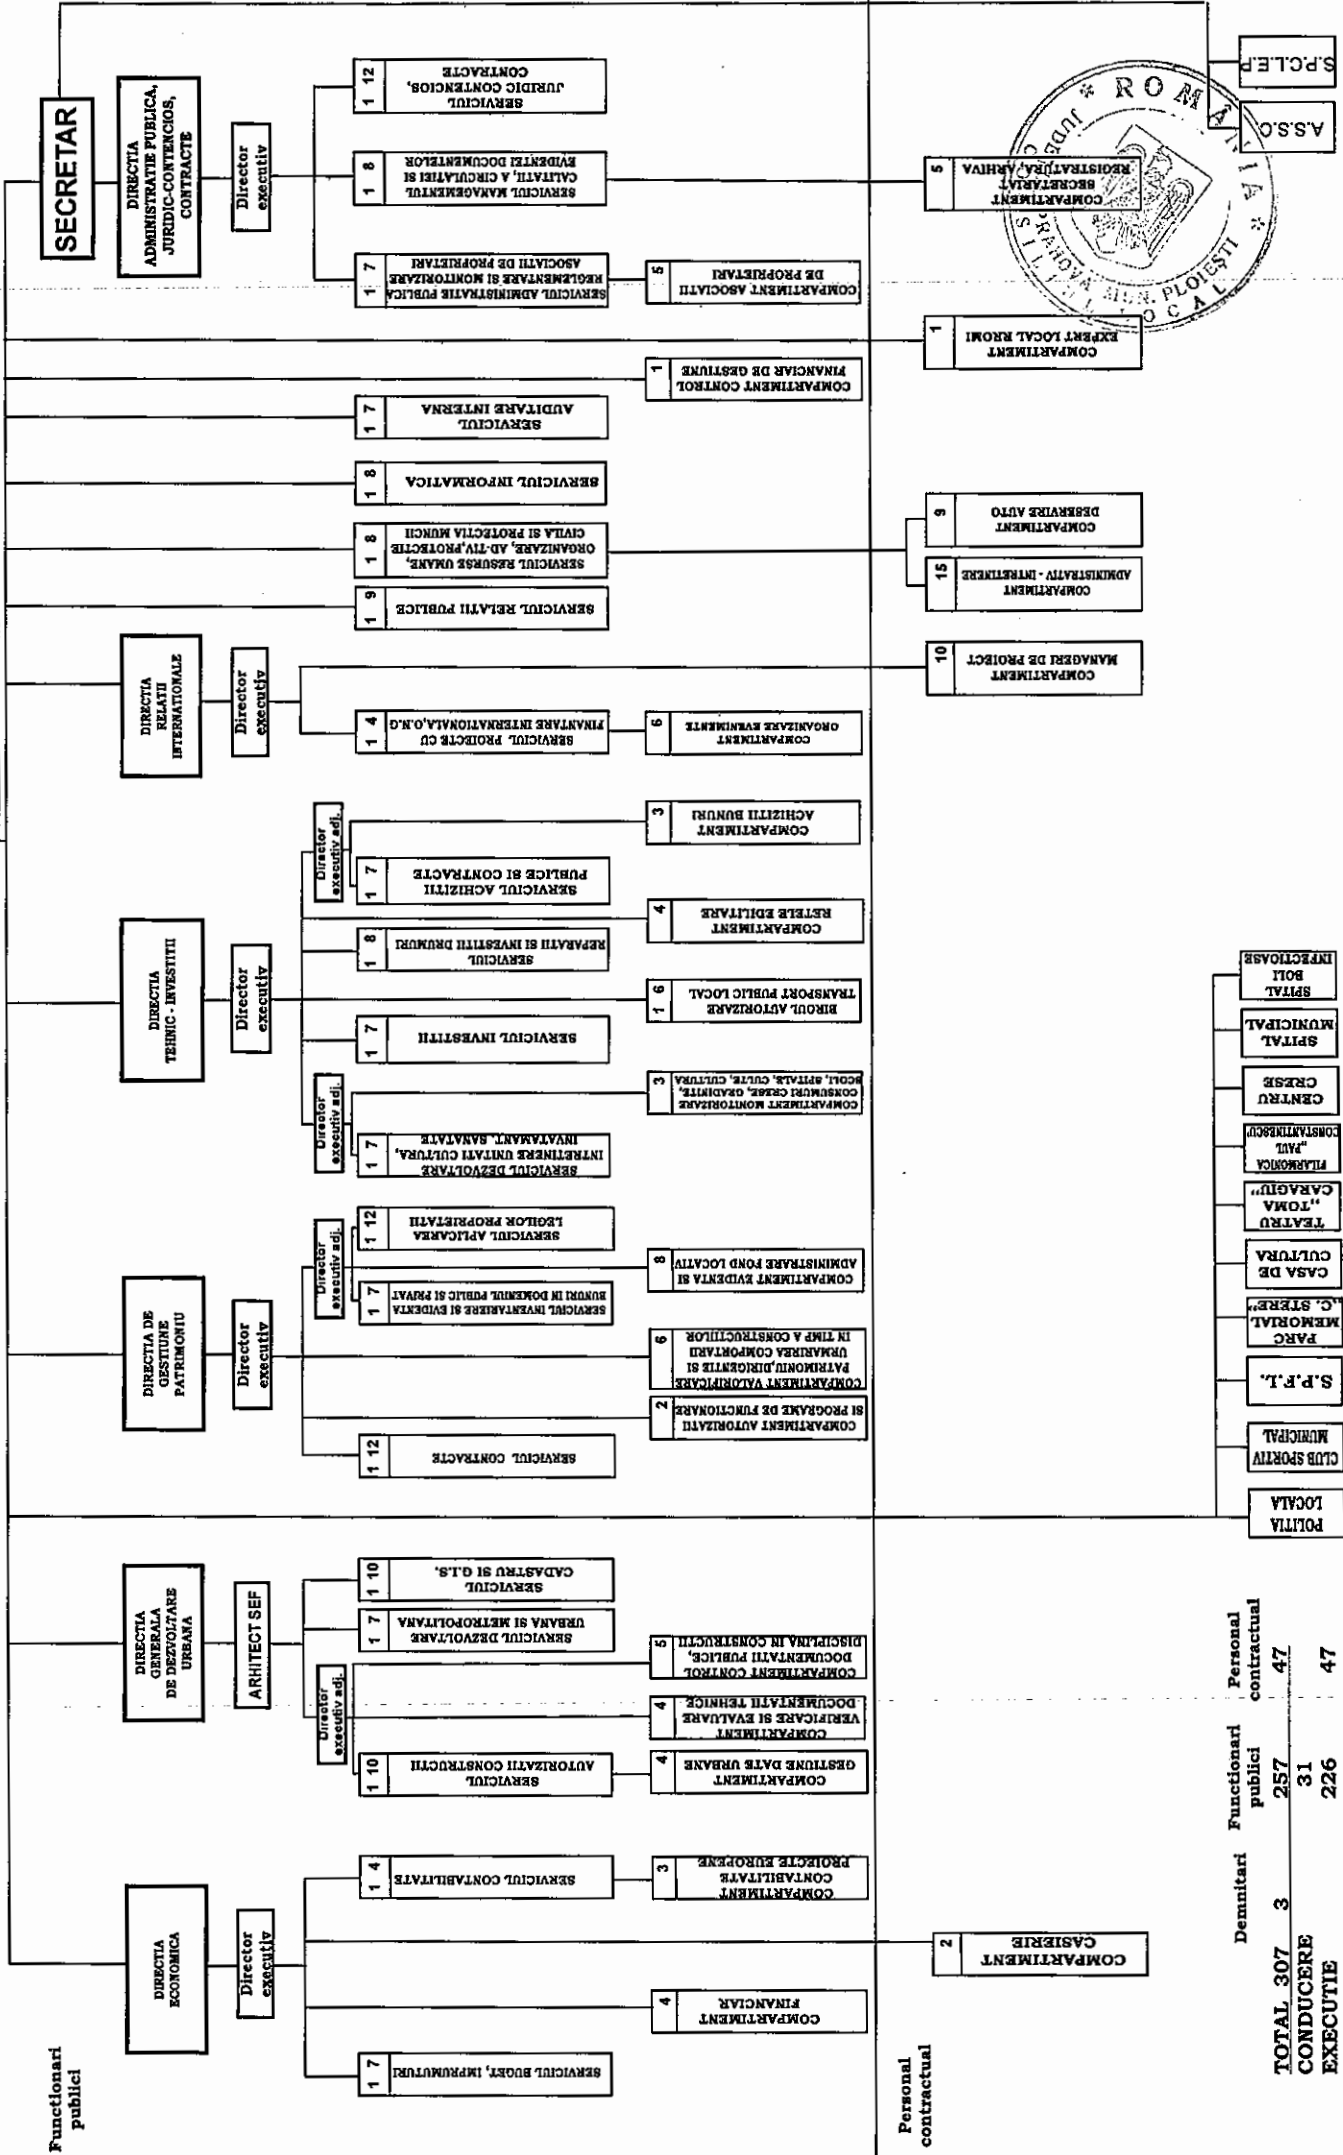 Functionari
publici
SECRETAR
DIRECTIA
ECONOMICA
Director
executiv
SERVICIUL BUGET, IMPRUMUTURI
1 7
COMPARTIMENT
FINANCIAR
4
SERVICIUL CONTABILITATE
1 4
COMPARTIMENT
CONTABILITATE
PROIECTE EUROPENE
3
COMPARTIMENT
CASIERIE
2
DIRECTIA
GENERALA
DE DEZVOLTARE
URBANA
ARHITECT SEF
Director
executiv adj.
SERVICIUL
AUTORIZATII CONSTRUCTII
1 10
COMPARTIMENT
GESTIUNE DATE URBANE
4
COMPARTIMENT
VERIFICARE SI EVALUARE
DOCUMENTATII TEHNICE
4
COMPARTIMENT CONTROL
DOCUMENTATII PUBLICE,
DISCIPLINA IN CONSTRUCTII
5
SERVICIUL DEZVOLTARE
URBANA SI METROPOLITANA
1 7
SERVICIUL
CADASTRU SI G.I.S.
1 10
DIRECTIA DE
GESTIUNE
PATRIMONIU
Director
executiv
SERVICIUL CONTRACTE
1 12
COMPARTIMENT AUTORIZATII
SI PROGRAME DE FUNCTIONARE
2
COMPARTIMENT VALORIFICARE
PATRIMONIU,DIRIGENTIE SI
URMARIREA COMPORTARII
IN TIMP A CONSTRUCTIILOR
6
Director
executiv adj.
SERVICIUL INVENTARIERE SI EVIDENTA
BUNURI IN DOMENIUL PUBLIC SI PRIVAT
1 7
COMPARTIMENT EVIDENTA SI
ADMINISTRARE FOND LOCATIV
8
SERVICIUL APLICAREA
LEGILOR PROPRIETATII
1 12
DIRECTIA
TEHNIC - INVESTITII
Director
executiv
Director
executiv adj.
SERVICIUL DEZVOLTARE
INTRETINERE UNITATI CULTURA,
INVATAMANT. SANATATE
1 7
COMPARTIMENT MONITORIZARE
CONSUMURI CRESE, GRADINITE,
SCOLI, SPITALE, CULTE, CULTURA
3
SERVICIUL INVESTITII
1 7
BIROUL AUTORIZARE
TRANSPORT PUBLIC LOCAL
1 6
SERVICIUL
REPARATII SI INVESTITII DRUMURI
1 8
COMPARTIMENT
RETELE EDILITARE
4
Director
executiv adj.
SERVICIUL ACHIZITII
PUBLICE SI CONTRACTE
1 7
COMPARTIMENT
ACHIZITII BUNURI
3
DIRECTIA
RELATII
INTERNATIONALE
Director
executiv
SERVICIUL PROIECTE CU
FINANTARE INTERNATIONALA,O.N.G
1 4
COMPARTIMENT
ORGANIZARE EVENIMENTE
6
COMPARTIMENT
MANAGERI DE PROIECT
10
SERVICIUL RELATII PUBLICE
1 9
SERVICIUL RESURSE UMANE,
ORGANIZARE, AD-TIV,PROTECTIE
CIVILA SI PROTECTIA MUNCII
1 8
COMPARTIMENT
ADMINISTRATIV - INTRETINERE
15
COMPARTIMENT
DESERVIRE AUTO
9
SERVICIUL INFORMATICA
1 8
SERVICIUL
AUDITARE INTERNA
1 7
COMPARTIMENT CONTROL
FINANCIAR DE GESTIUNE
1
COMPARTIMENT
EXPERT LOCAL RROMI
1
DIRECTIA
ADMINISTRATIE PUBLICA,
JURIDIC-CONTENCIOS,
CONTRACTE
Director
executiv
SERVICIUL ADMINISTRATIE PUBLICA
REGLEMENTARE SI MONITORIZARE
ASOCIATII DE PROPRIETARI
1 7
COMPARTIMENT ASOCIATII
DE PROPRIETARI
5
SERVICIUL MANAGEMENTUL
CALITATII, A CIRCULATIEI SI
EVIDENTEI DOCUMENTELOR
1 8
COMPARTIMENT
SECRETARIAT
REGISTRATURA, ARHIVA
5
SERVICIUL
JURIDIC CONTENCIOS,
CONTRACTE
1 12
Personal
contractual
POLITIA
LOCALA
CLUB SPORTIV
MUNICIPAL
S.P.F.L.
PARC
MEMORIAL
„C. STERE"
CASA DE
CULTURA
TEATRU
„TOMA
CARAGIU"
FILARMONICA
„PAUL
CONSTANTINESCU"
CENTRU
CRESE
SPITAL
MUNICIPAL
SPITAL
BOLI
INFECTIOASE
A.S.S.C.
S.P.C.L.E.P.
* ROMÂNIA *
JUDEȚ PRAHOVA MUN. PLOIEȘTI
CONSILIUL LOCAL
Demnitari Functionari publici Personal contractual
TOTAL 307 3 257 47
CONDUCERE 31
EXECUTIE 226 47